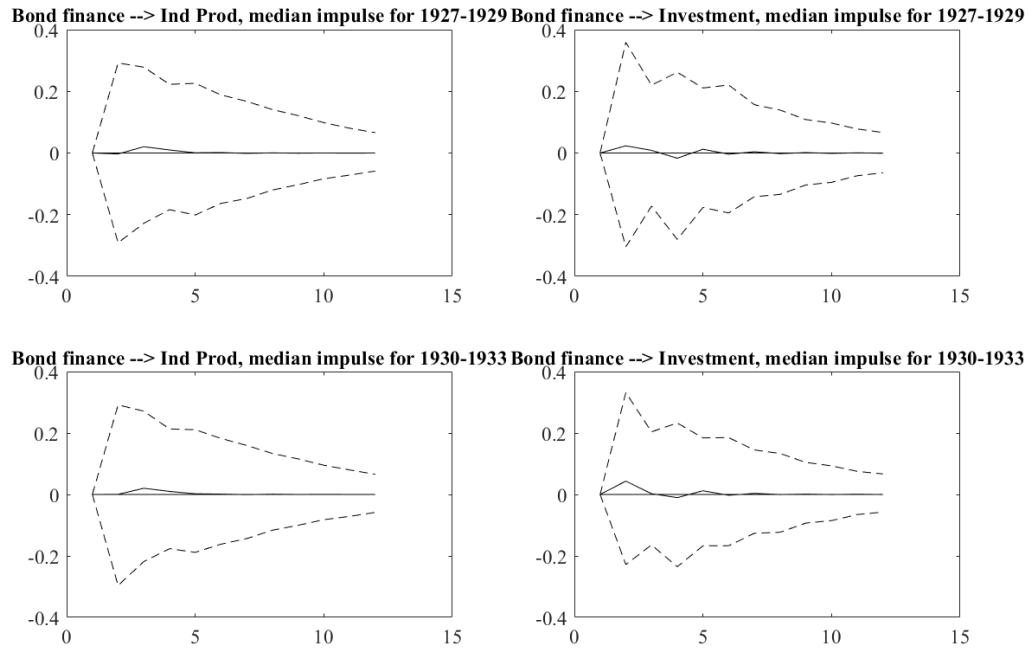 Bond finance --> Ind Prod, median impulse for 1927-1929
0.4
0.2
0
-0.2
-0.4
0 5 10 15
Bond finance --> Investment, median impulse for 1927-1929
0.4
0.2
0
-0.2
-0.4
0 5 10 15
Bond finance --> Ind Prod, median impulse for 1930-1933
0.4
0.2
0
-0.2
-0.4
0 5 10 15
Bond finance --> Investment, median impulse for 1930-1933
0.4
0.2
0
-0.2
-0.4
0 5 10 15